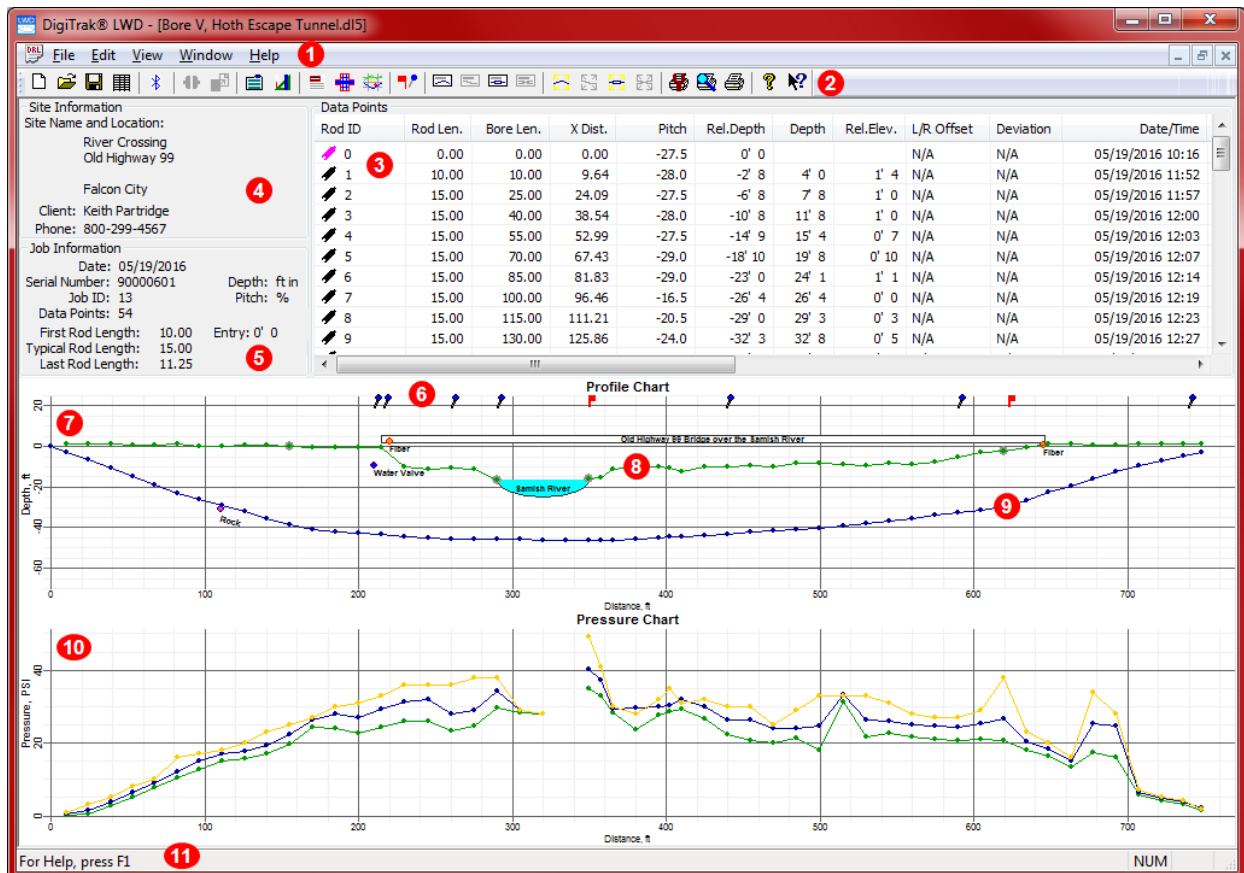 DigiTrak® LWD - [Bore V, Hoth Escape Tunnel.dl5]
File Edit View Window Help 1
2
Site Information
Site Name and Location:
River Crossing
Old Highway 99
Falcon City
4
Client: Keith Partridge
Phone: 800-299-4567
Job Information
Date: 05/19/2016
Serial Number: 90000601 Depth: ft in
Job ID: 13 Pitch: %
Data Points: 54
First Rod Length: 10.00 Entry: 0' 0
Typical Rod Length: 15.00
Last Rod Length: 11.25
5
Data Points
Rod ID Rod Len. Bore Len. X Dist. Pitch Rel.Depth Depth Rel.Elev. L/R Offset Deviation Date/Time
3
0 0.00 0.00 0.00 -27.5 0' 0 N/A N/A 05/19/2016 10:16
1 10.00 10.00 9.64 -28.0 -2' 8 4' 0 1' 4 N/A N/A 05/19/2016 11:52
2 15.00 25.00 24.09 -27.5 -6' 8 7' 8 1' 0 N/A N/A 05/19/2016 11:57
3 15.00 40.00 38.54 -28.0 -10' 8 11' 8 1' 0 N/A N/A 05/19/2016 12:00
4 15.00 55.00 52.99 -27.5 -14' 9 15' 4 0' 7 N/A N/A 05/19/2016 12:03
5 15.00 70.00 67.43 -29.0 -18' 10 19' 8 0' 10 N/A N/A 05/19/2016 12:07
6 15.00 85.00 81.83 -29.0 -23' 0 24' 1 1' 1 N/A N/A 05/19/2016 12:14
7 15.00 100.00 96.46 -16.5 -26' 4 26' 4 0' 0 N/A N/A 05/19/2016 12:19
8 15.00 115.00 111.21 -20.5 -29' 0 29' 3 0' 3 N/A N/A 05/19/2016 12:23
9 15.00 130.00 125.86 -24.0 -32' 3 32' 8 0' 5 N/A N/A 05/19/2016 12:27
Profile Chart
6
7
20
0
-20
-40
-60
Depth, ft
Old Highway 99 Bridge over the Samish River
Fiber
Fiber
8
Water Valve
Samish River
Rock
9
0 100 200 300 400 500 600 700
Distance, ft
Pressure Chart
10
40
20
0
Pressure, PSI
0 100 200 300 400 500 600 700
Distance, ft
For Help, press F1
11
NUM